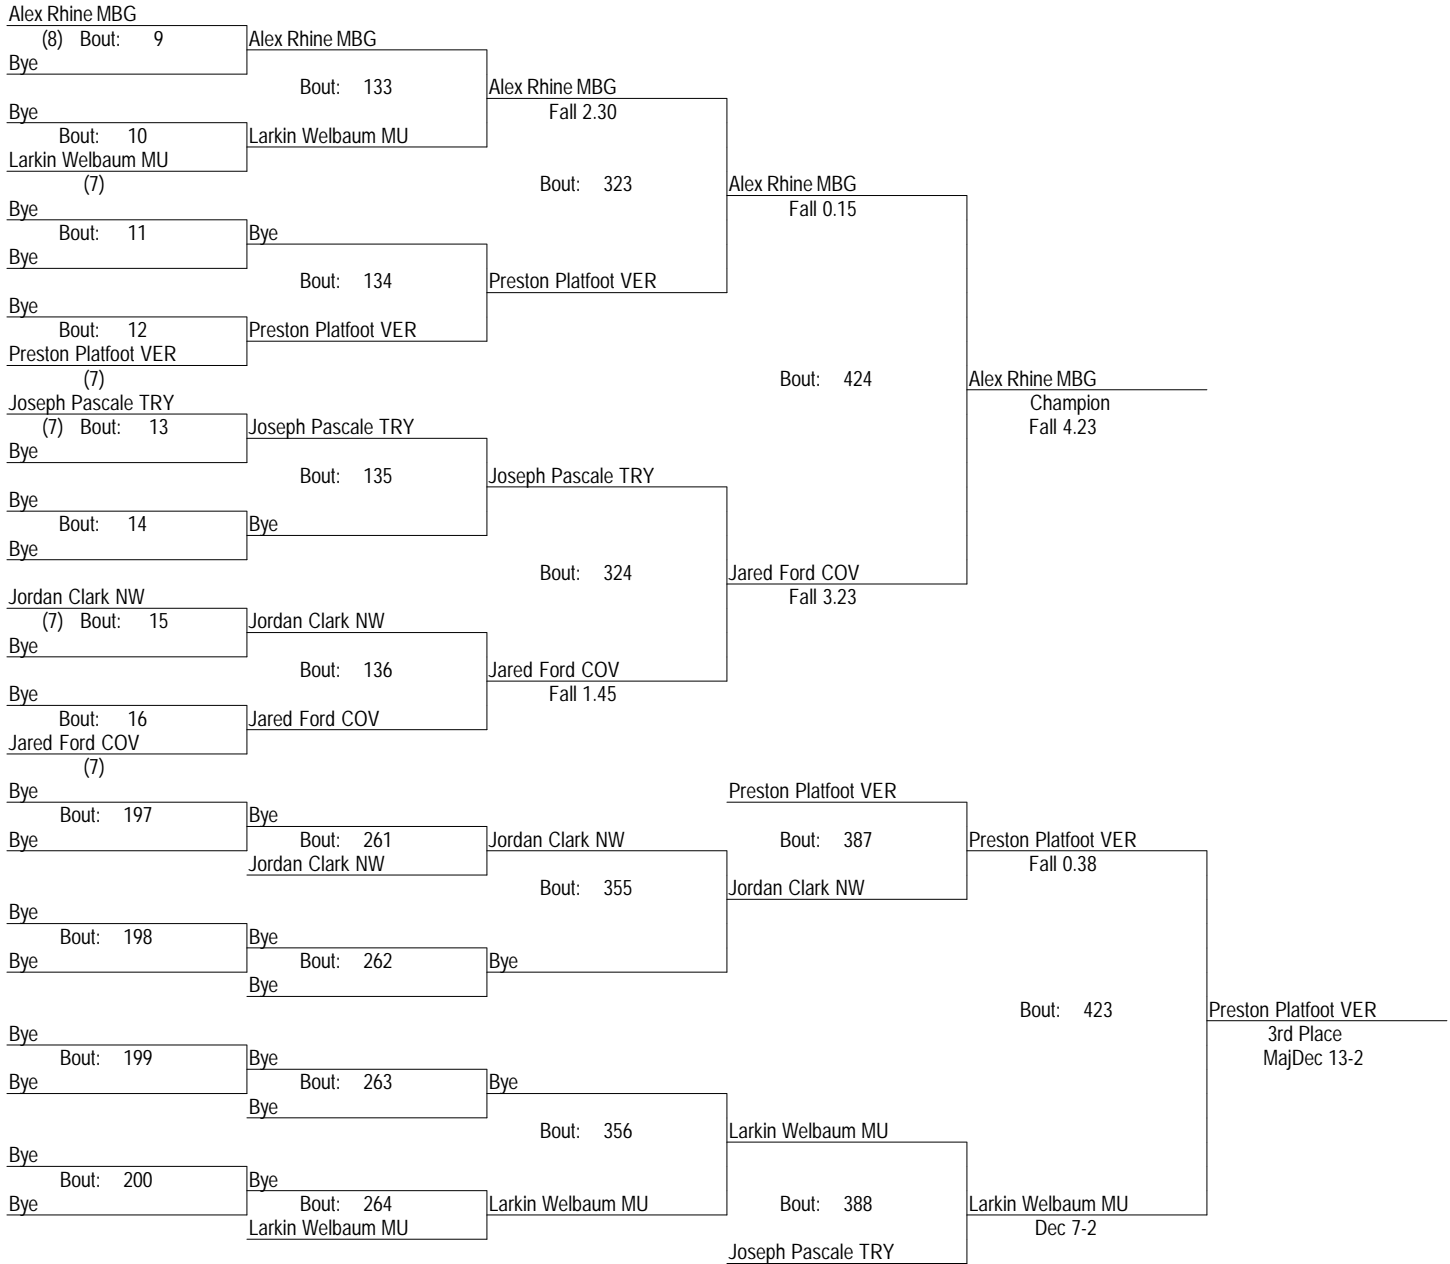 Alex Rhine MBG
(8) Bout: 9 Alex Rhine MBG
Bye
Bout: 133 Alex Rhine MBG
Bye Fall 2.30
Bout: 10 Larkin Welbaum MU
Larkin Welbaum MU
(7) Bout: 323 Alex Rhine MBG
Bye Fall 0.15
Bout: 11 Bye
Bye
Bout: 134 Preston Platfoot VER
Bye
Bout: 12 Preston Platfoot VER
Preston Platfoot VER
(7) Bout: 424 Alex Rhine MBG
Joseph Pascale TRY Champion
(7) Bout: 13 Joseph Pascale TRY Fall 4.23
Bye
Bout: 135 Joseph Pascale TRY
Bye
Bout: 14 Bye
Bye
Bout: 324 Jared Ford COV
Jordan Clark NW Fall 3.23
(7) Bout: 15 Jordan Clark NW
Bye
Bout: 136 Jared Ford COV
Bye Fall 1.45
Bout: 16 Jared Ford COV
Jared Ford COV
(7)
Bye Preston Platfoot VER
Bout: 197 Bye
Bye Bout: 261 Jordan Clark NW Bout: 387 Preston Platfoot VER
Jordan Clark NW Fall 0.38
Bout: 355 Jordan Clark NW
Bye
Bout: 198 Bye
Bye Bout: 262 Bye
Bye
Bout: 423 Preston Platfoot VER
Bye 3rd Place
Bout: 199 Bye MajDec 13-2
Bye Bout: 263 Bye
Bye
Bout: 356 Larkin Welbaum MU
Bye
Bout: 200 Bye
Bye Bout: 264 Larkin Welbaum MU Bout: 388 Larkin Welbaum MU
Larkin Welbaum MU Dec 7-2
Joseph Pascale TRY